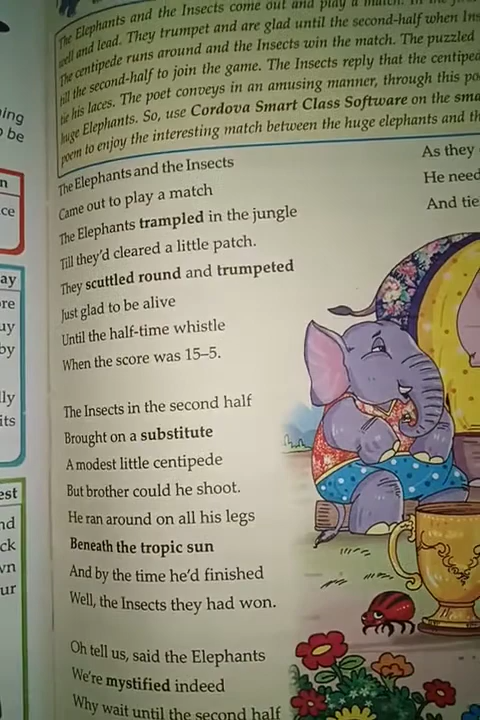 The Elephants and the Insects come out and play a match. In the
well and lead. They trumpet and are glad until the second-half when
The centipede runs around and the Insects win the match. The puzzled
till the second-half to join the game. The Insects reply that the
his laces. The poet conveys in an amusing manner, through this
huge Elephants. So, use Cordova Smart Class Software on the
poem to enjoy the interesting match between the huge elephants and
The Elephants and the Insects
Came out to play a match
The Elephants trampled in the jungle
Till they'd cleared a little patch.
They scuttled round and trumpeted
Just glad to be alive
Until the half-time whistle
When the score was 15–5.
The Insects in the second half
Brought on a substitute
A modest little centipede
But brother could he shoot.
He ran around on all his legs
Beneath the tropic sun
And by the time he'd finished
Well, the Insects they had won.
Oh tell us, said the Elephants
We're mystified indeed
Why wait until the second half
As they
He need
And tie